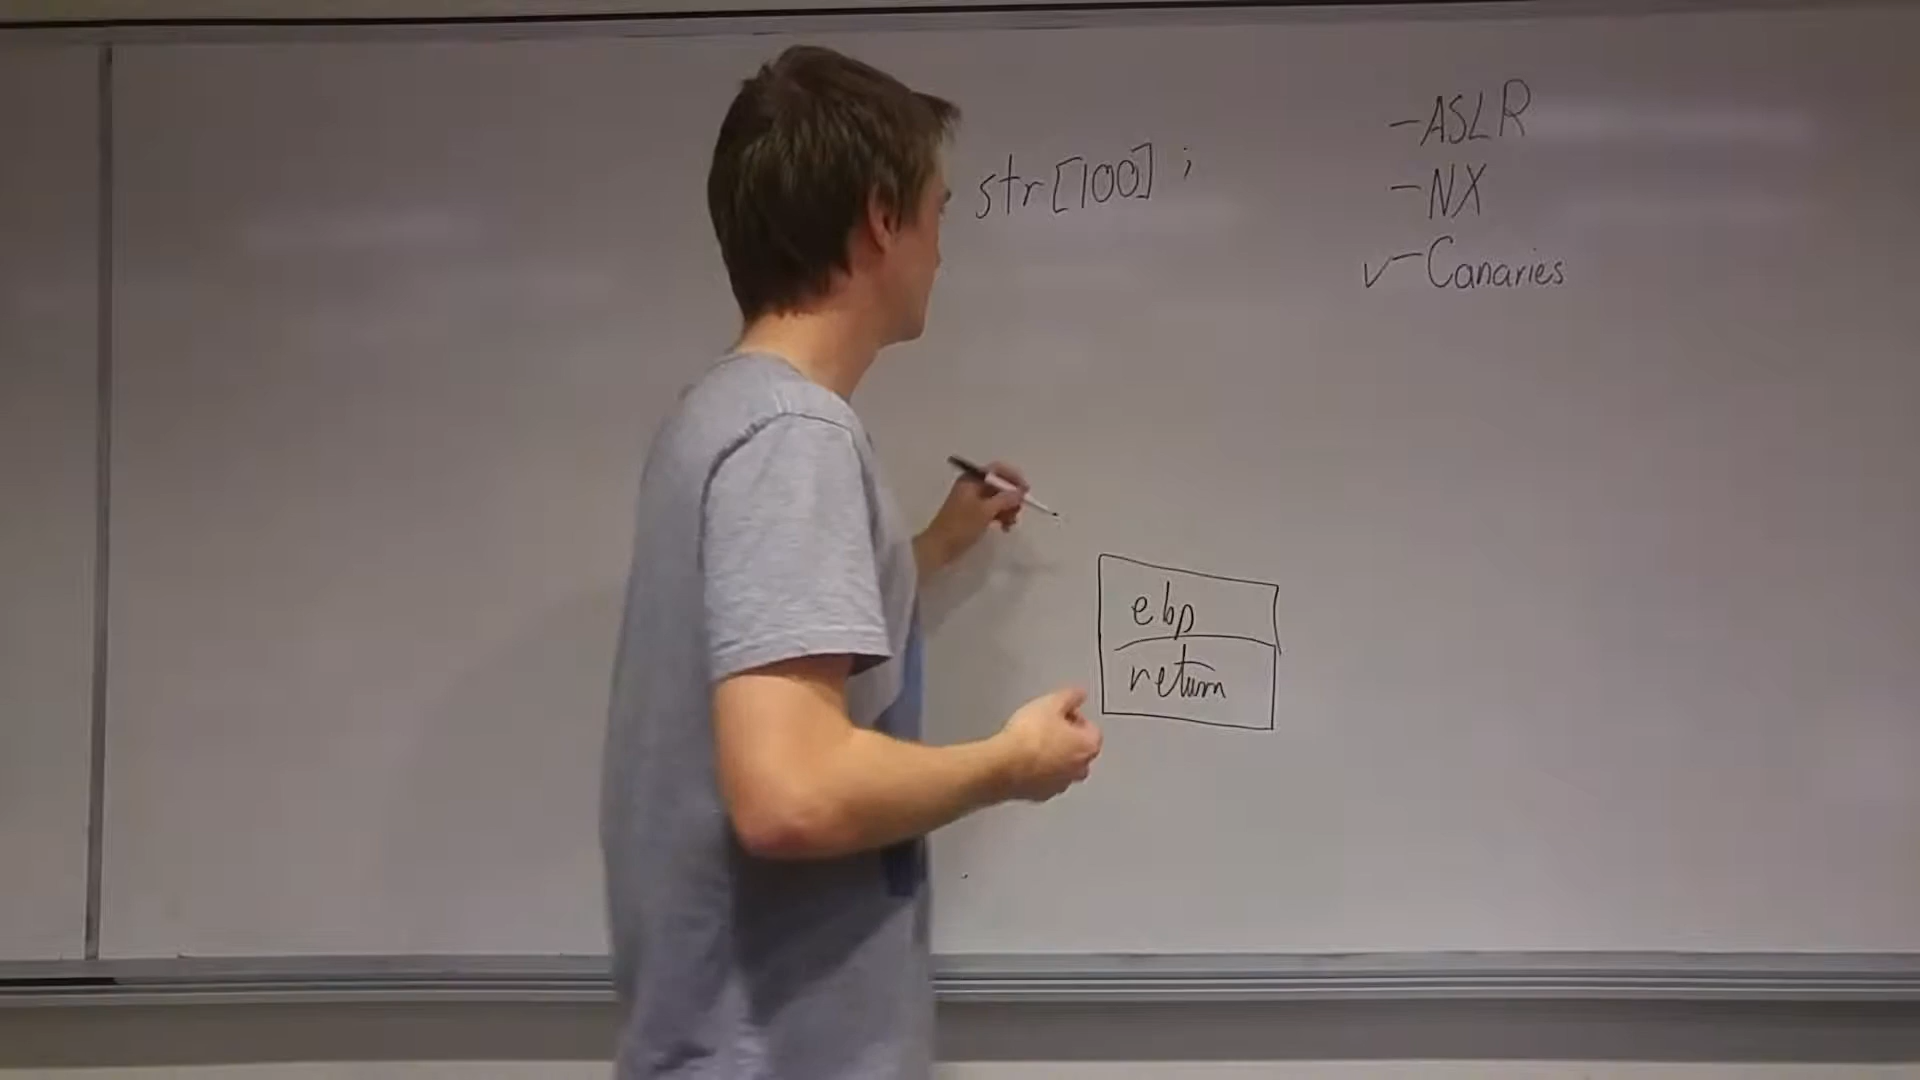 str[100];
-ASLR
-NX
✓-Canaries
ebp
return